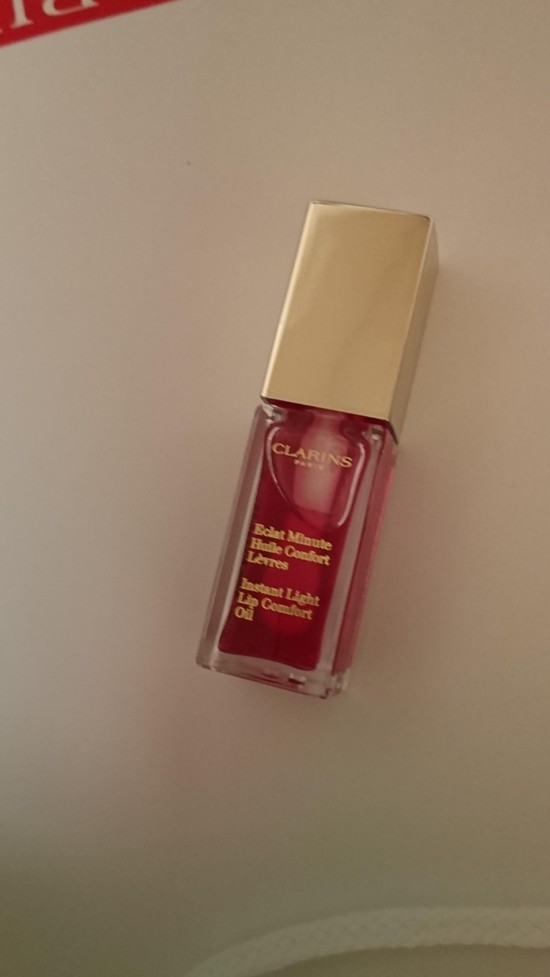 CLARINS
PARIS
Eclat Minute
Huile Confort
Lèvres
Instant Light
Lip Comfort
Oil